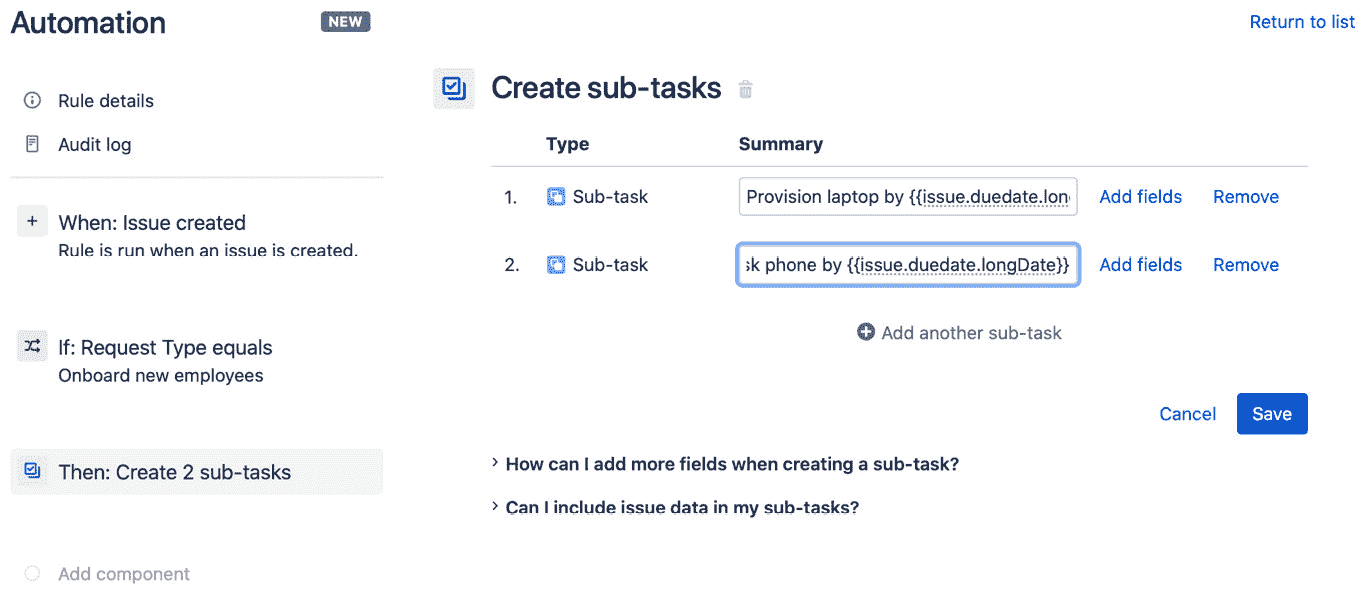 Automation NEW
Return to list
Rule details
Audit log
When: Issue created
Rule is run when an issue is created.
If: Request Type equals
Onboard new employees
Then: Create 2 sub-tasks
Add component
Create sub-tasks
Type Summary
1. Sub-task Provision laptop by {{issue.duedate.lon Add fields Remove
2. Sub-task sk phone by {{issue.duedate.longDate}} Add fields Remove
Add another sub-task
Cancel Save
How can I add more fields when creating a sub-task?
Can I include issue data in my sub-tasks?